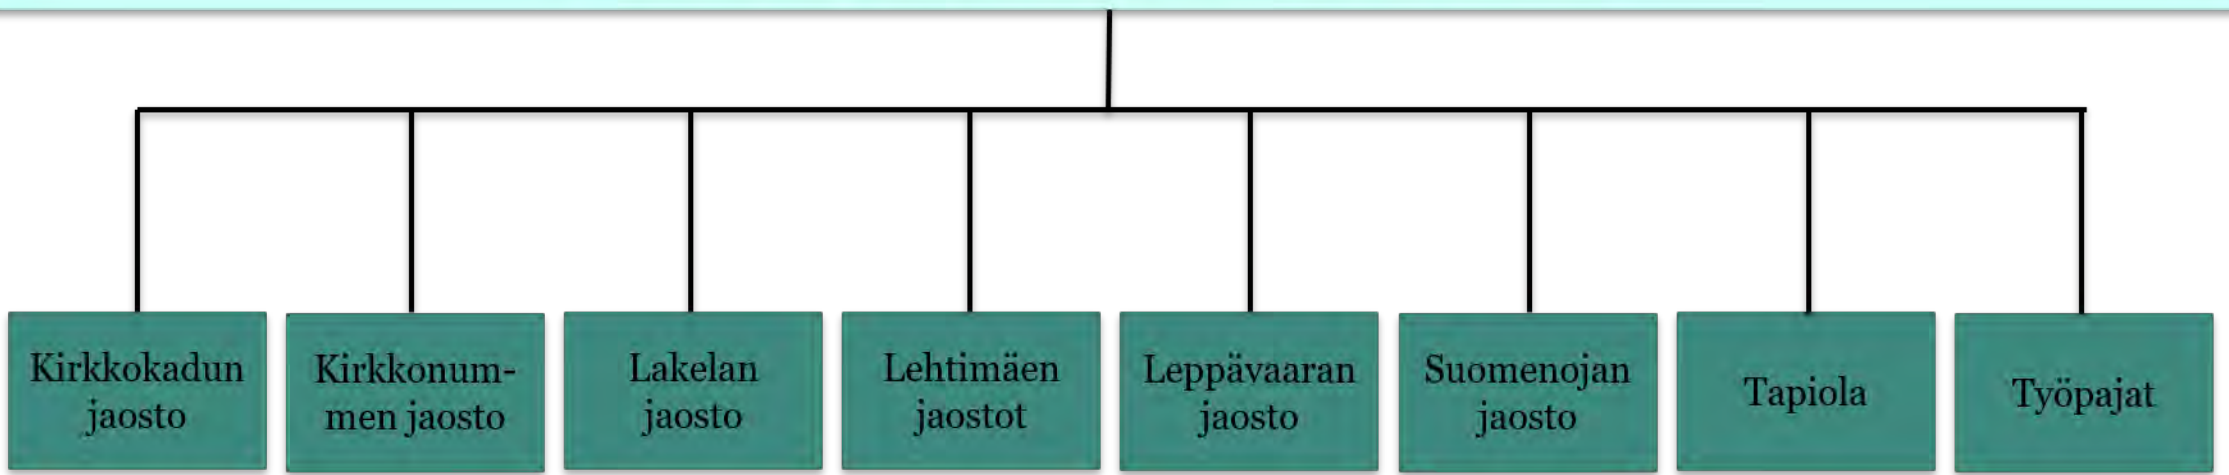 Kirkkokadun
jaosto
Kirkkonum-
men jaosto
Lakelan
jaosto
Lehtimäen
jaostot
Leppävaaran
jaosto
Suomenojan
jaosto
Tapiola
Työpajat